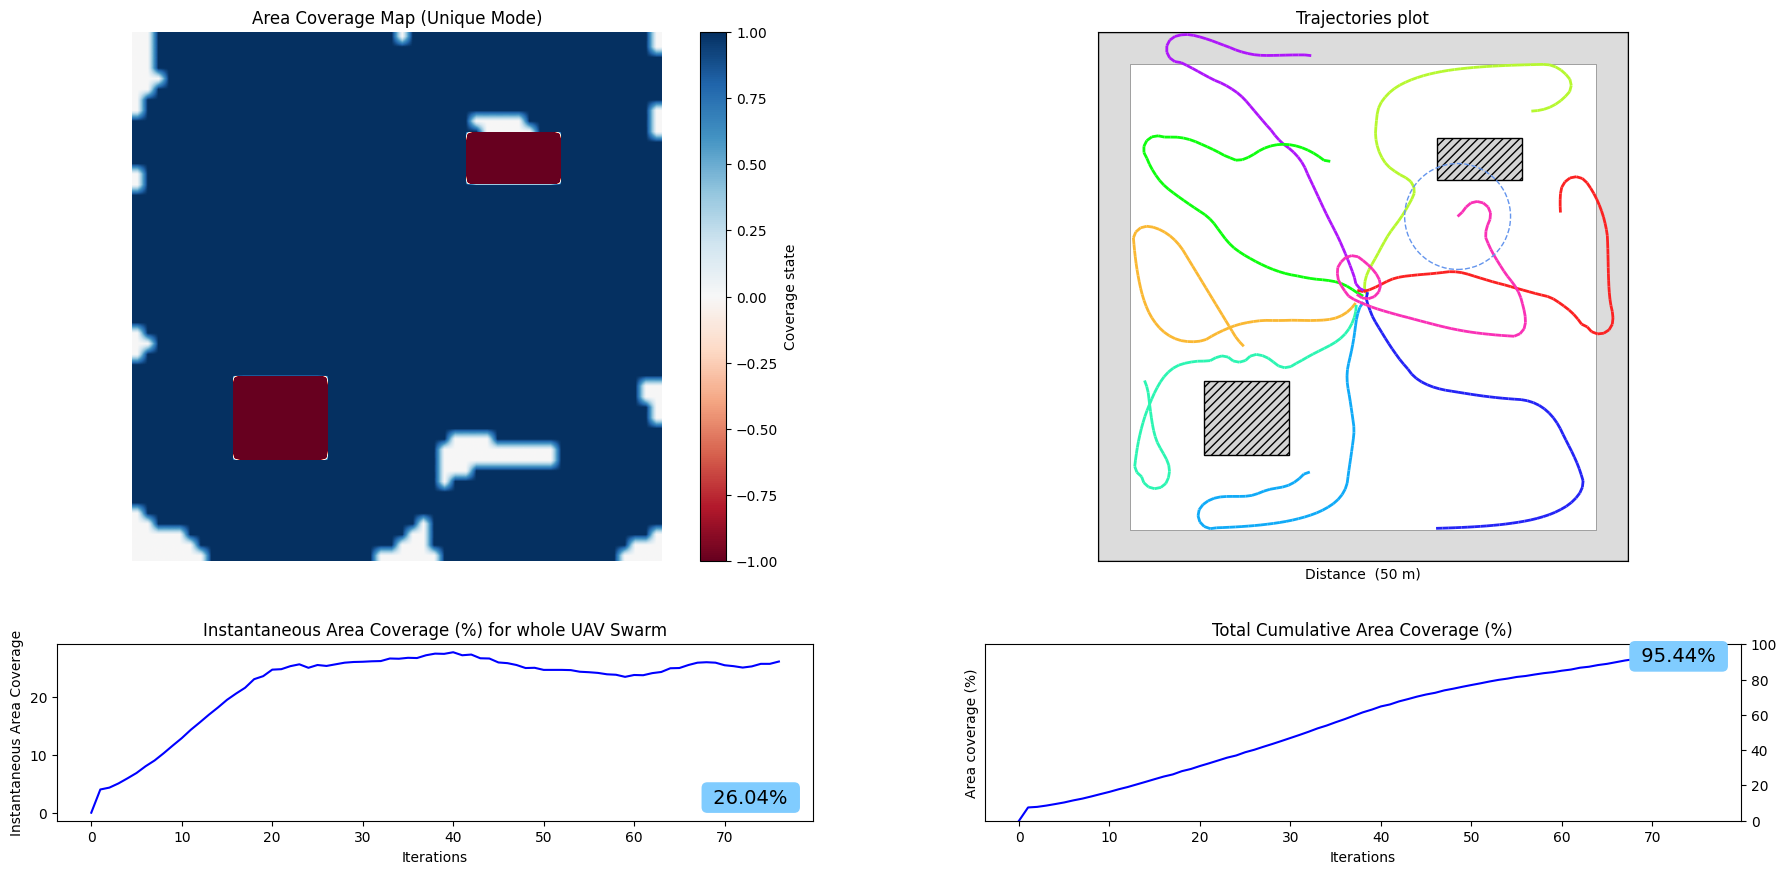 Area Coverage Map (Unique Mode)
1.00
0.75
0.50
0.25
0.00
−0.25
−0.50
−0.75
−1.00
Coverage state
Trajectories plot
Distance  (50 m)
Instantaneous Area Coverage (%) for whole UAV Swarm
Instantaneous Area Coverage
20
10
0
26.04%
0 10 20 30 40 50 60 70
Iterations
Total Cumulative Area Coverage (%)
Area coverage (%)
95.44%
100
80
60
40
20
0
0 10 20 30 40 50 60 70
Iterations